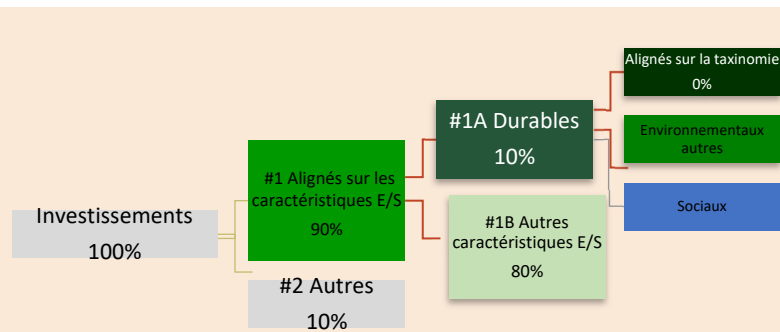 Investissements
100%
#1 Alignés sur les
caractéristiques E/S
90%
#2 Autres
10%
#1A Durables
10%
#1B Autres
caractéristiques E/S
80%
Alignés sur la taxinomie
0%
Environnementaux
autres
Sociaux